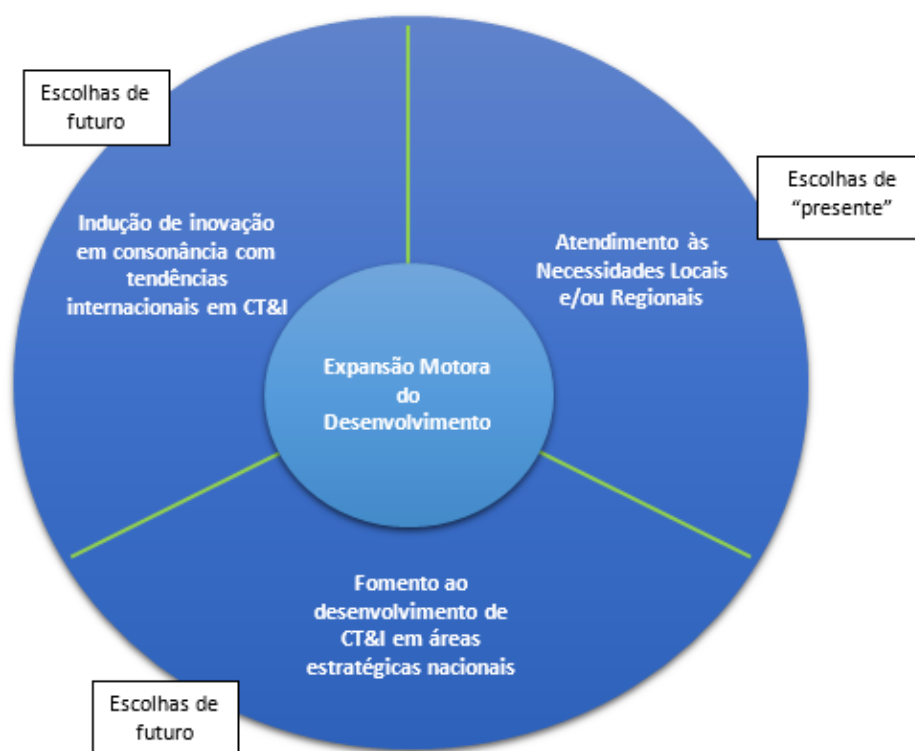 Escolhas de
futuro
Escolhas de
“presente”
Indução de inovação
em consonância com
tendências
internacionais em CT&I
Atendimento às
Necessidades Locais
e/ou Regionais
Expansão Motora
do
Desenvolvimento
Fomento ao
desenvolvimento de
CT&I em áreas
estratégicas nacionais
Escolhas de
futuro